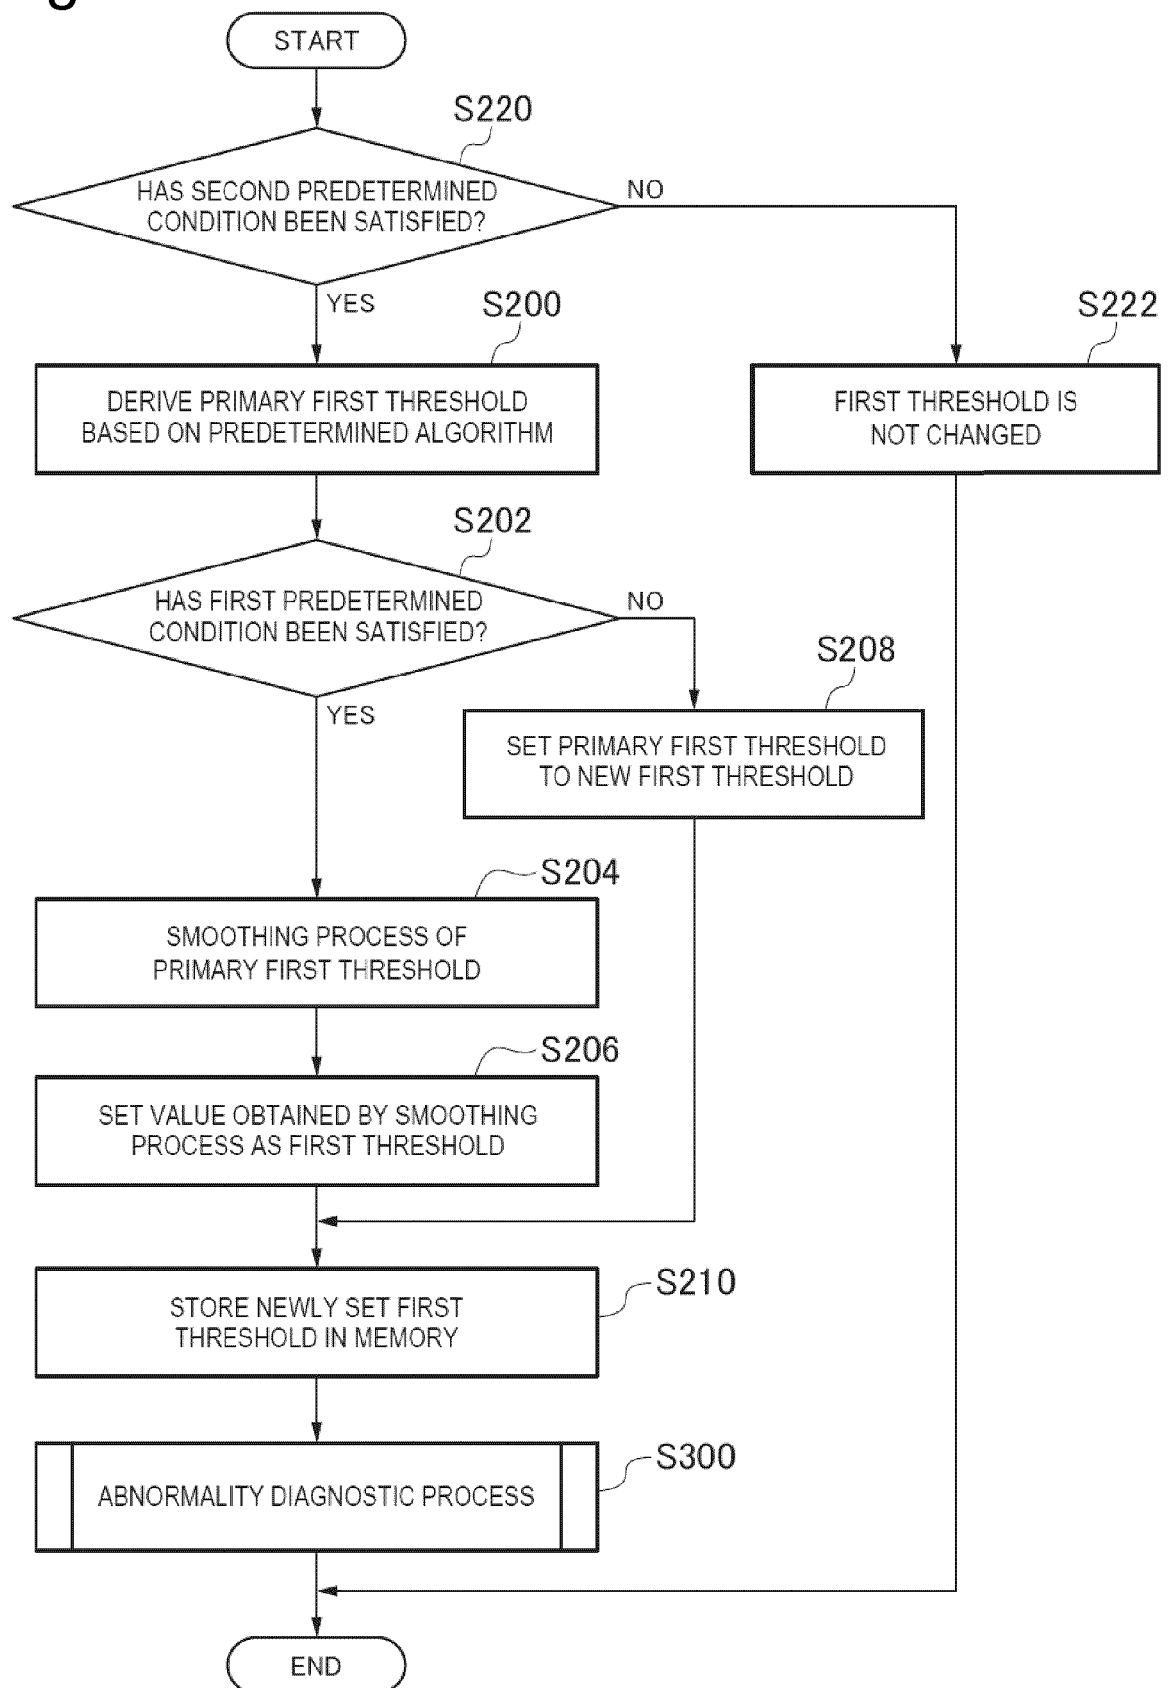 START
S220
HAS SECOND PREDETERMINED
CONDITION BEEN SATISFIED?
NO
YES
S200
S222
DERIVE PRIMARY FIRST THRESHOLD
BASED ON PREDETERMINED ALGORITHM
FIRST THRESHOLD IS
NOT CHANGED
S202
HAS FIRST PREDETERMINED
CONDITION BEEN SATISFIED?
NO
YES
S208
SET PRIMARY FIRST THRESHOLD
TO NEW FIRST THRESHOLD
S204
SMOOTHING PROCESS OF
PRIMARY FIRST THRESHOLD
S206
SET VALUE OBTAINED BY SMOOTHING
PROCESS AS FIRST THRESHOLD
S210
STORE NEWLY SET FIRST
THRESHOLD IN MEMORY
S300
ABNORMALITY DIAGNOSTIC PROCESS
END